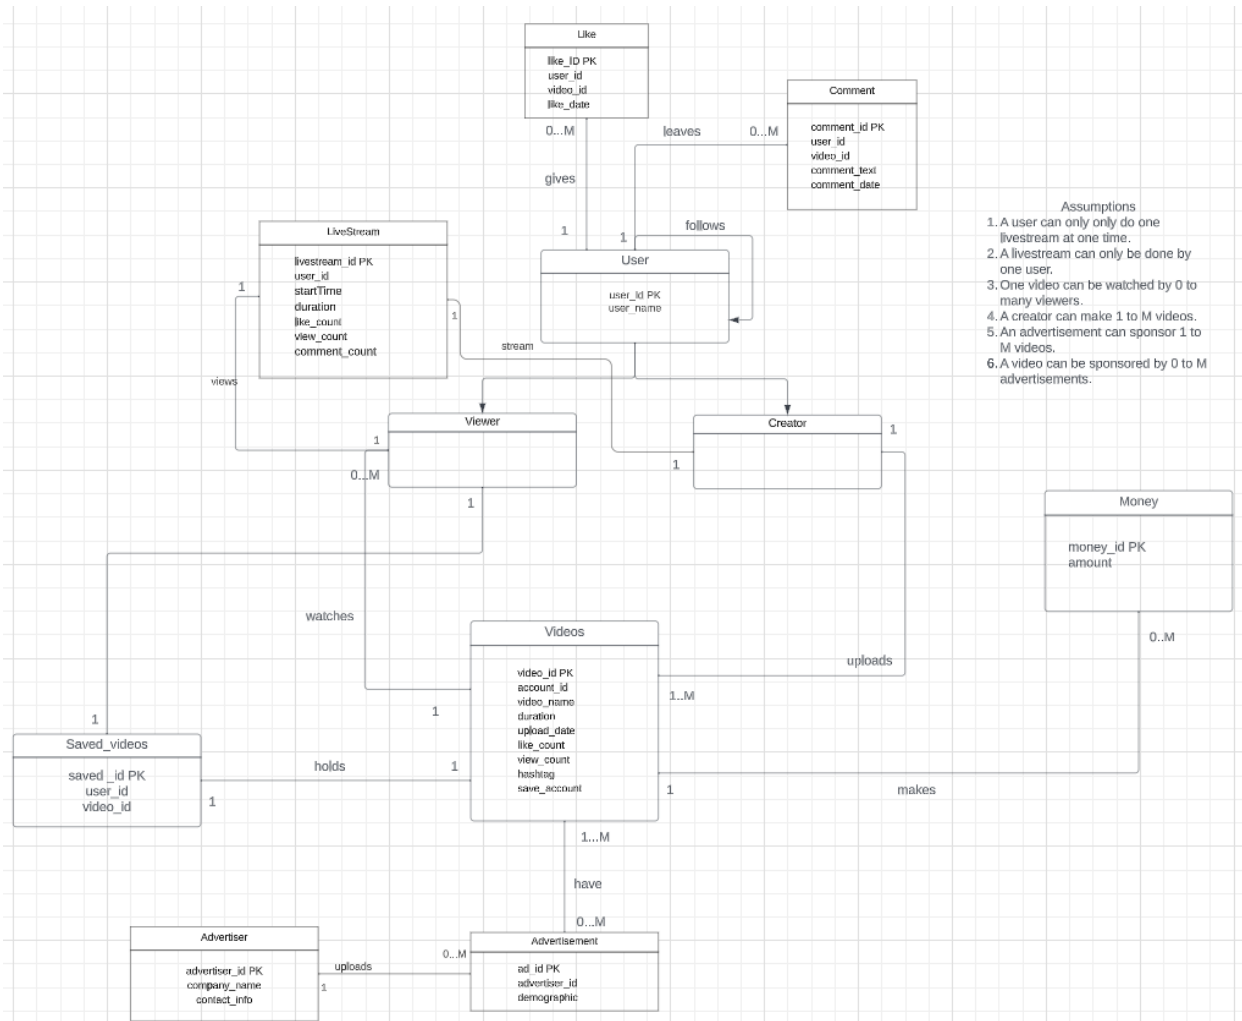 Like
like_ID PK
user_id
video_id
like_date
Comment
comment_id PK
user_id
video_id
comment_text
comment_date
0...M
leaves
0...M
gives
1
1
follows
Assumptions
1. A user can only only do one
livestream at one time.
2. A livestream can only be done by
one user.
3. One video can be watched by 0 to
many viewers.
4. A creator can make 1 to M videos.
5. An advertisement can sponsor 1 to
M videos.
6. A video can be sponsored by 0 to M
advertisements.
LiveStream
livestream_id PK
user_id
startTime
duration
like_count
view_count
comment_count
1
1
User
user_id PK
user_name
stream
views
Viewer
Creator
1
1
0...M
1
1
Money
money_id PK
amount
0..M
watches
Videos
video_id PK
account_id
video_name
duration
upload_date
like_count
view_count
hashtag
save_account
uploads
1..M
1
1
Saved_videos
saved _id PK
user_id
video_id
holds
1
1
1
makes
1...M
have
0...M
Advertiser
advertiser_id PK
company_name
contact_info
uploads
0...M
1
Advertisement
ad_id PK
advertiser_id
demographic